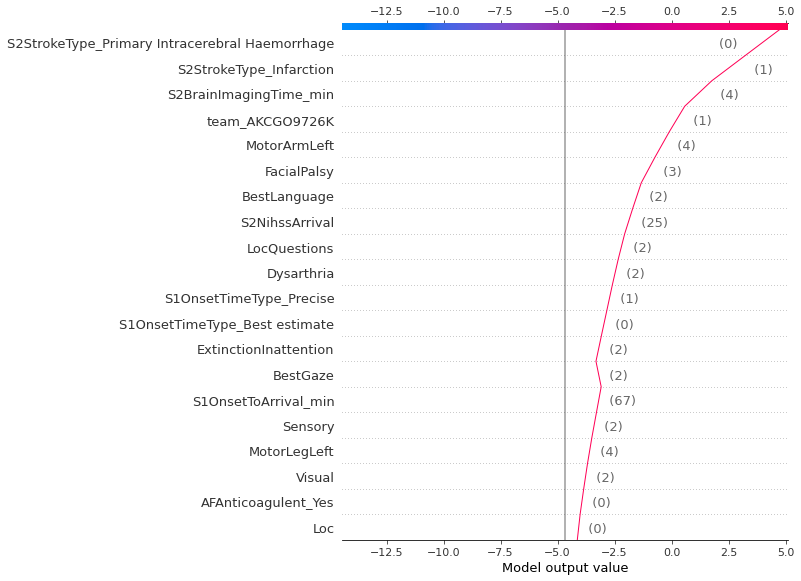 −12.5 −10.0 −7.5 −5.0 −2.5 0.0 2.5 5.0
S2StrokeType_Primary Intracerebral Haemorrhage (0)
S2StrokeType_Infarction (1)
S2BrainImagingTime_min (4)
team_AKCGO9726K (1)
MotorArmLeft (4)
FacialPalsy (3)
BestLanguage (2)
S2NihssArrival (25)
LocQuestions (2)
Dysarthria (2)
S1OnsetTimeType_Precise (1)
S1OnsetTimeType_Best estimate (0)
ExtinctionInattention (2)
BestGaze (2)
S1OnsetToArrival_min (67)
Sensory (2)
MotorLegLeft (4)
Visual (2)
AFAnticoagulent_Yes (0)
Loc (0)
−12.5 −10.0 −7.5 −5.0 −2.5 0.0 2.5 5.0
Model output value